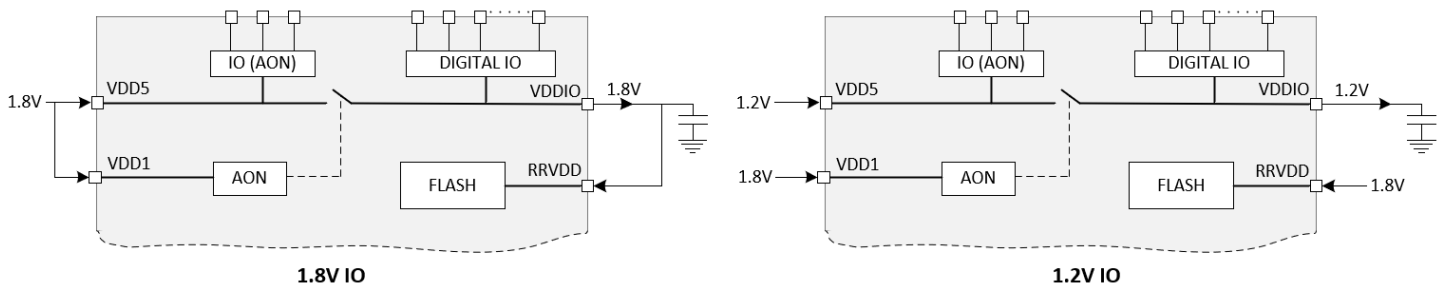 IO (AON)
DIGITAL IO
1.8V
VDD5
VDDIO
1.8V
VDD1
AON
FLASH
RRVDD
1.8V IO
IO (AON)
DIGITAL IO
1.2V
VDD5
VDDIO
1.2V
1.8V
VDD1
AON
FLASH
RRVDD
1.8V
1.2V IO